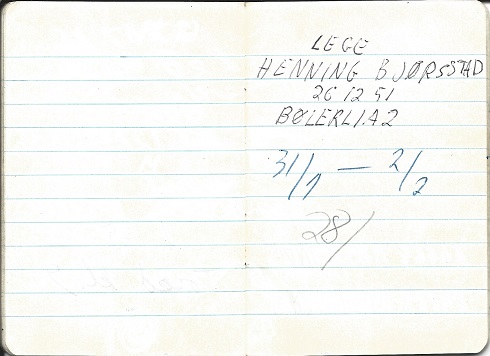 LEGE
HENNING BJØRSSTAD
26 12 51
BØLERLIA 2
31/1 — 2/2
28/